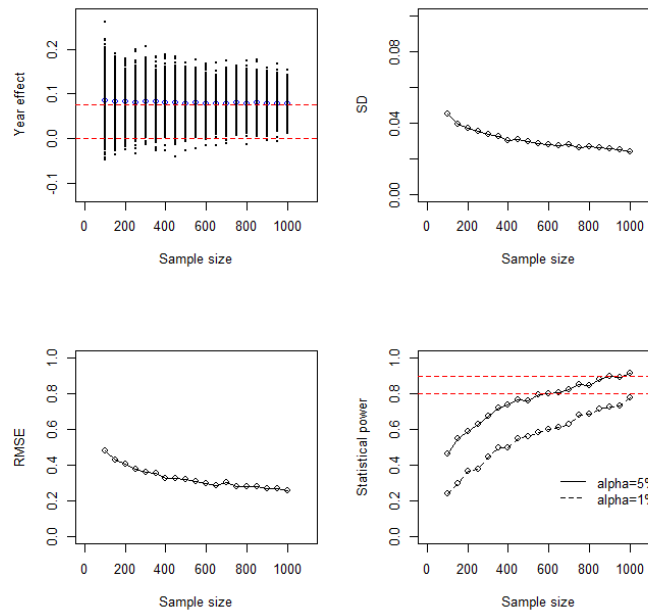 Year effect
-0.1 0.0 0.1 0.2
0 200 400 600 800 1000
Sample size
SD
0.00 0.04 0.08
0 200 400 600 800 1000
Sample size
RMSE
0.0 0.2 0.4 0.6 0.8 1.0
0 200 400 600 800 1000
Sample size
Statistical power
0.0 0.2 0.4 0.6 0.8 1.0
alpha=5%
alpha=1%
0 200 400 600 800 1000
Sample size